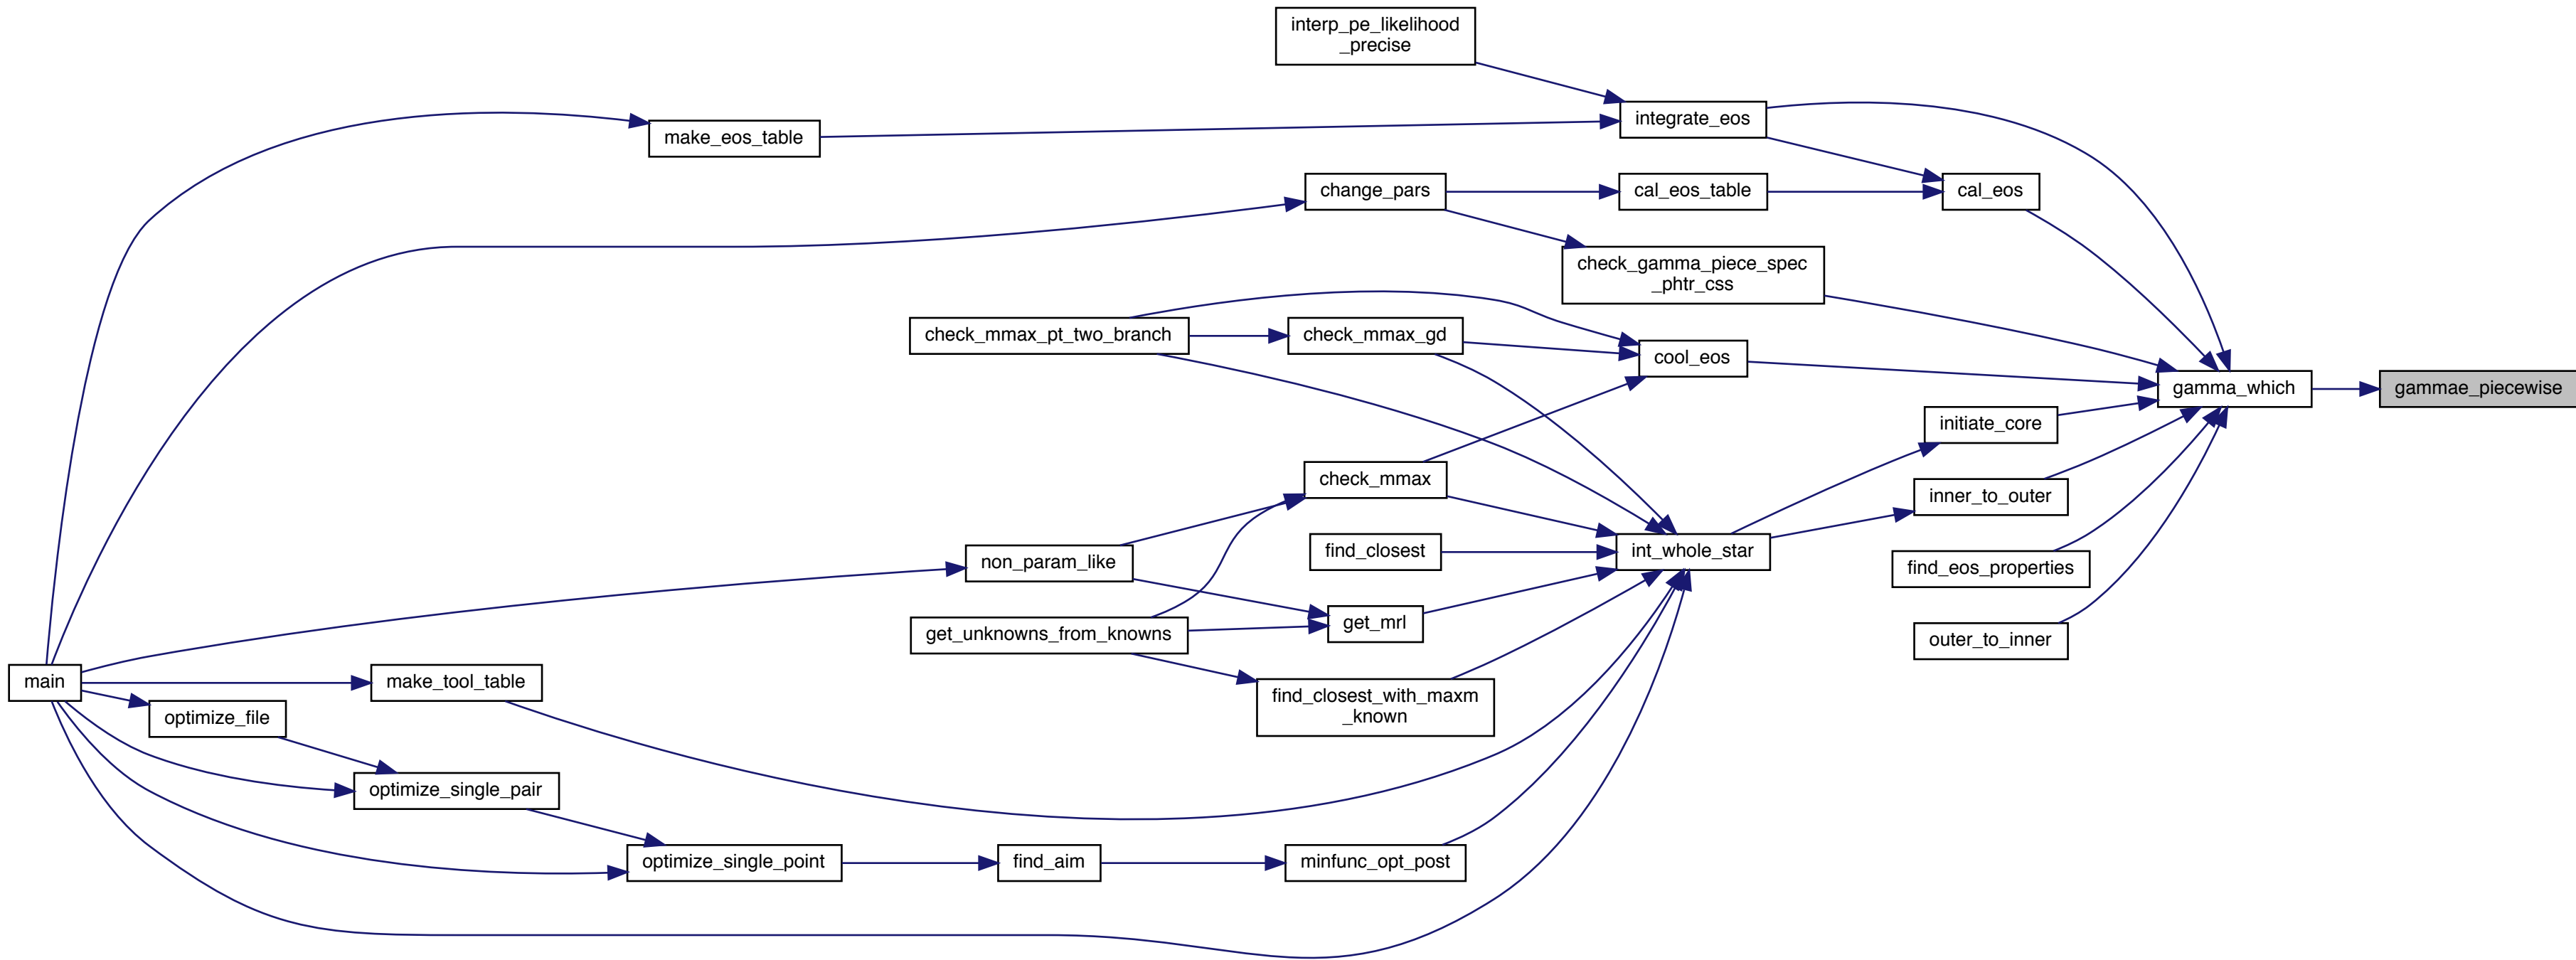 interp_pe_likelihood
_precise
integrate_eos
make_eos_table
change_pars
cal_eos_table
cal_eos
check_gamma_piece_spec
_phtr_css
check_mmax_pt_two_branch
check_mmax_gd
cool_eos
gamma_which
gammae_piecewise
initiate_core
check_mmax
inner_to_outer
non_param_like
find_closest
int_whole_star
find_eos_properties
get_unknowns_from_knowns
get_mrl
outer_to_inner
main
make_tool_table
find_closest_with_maxm
_known
optimize_file
optimize_single_pair
optimize_single_point
find_aim
minfunc_opt_post